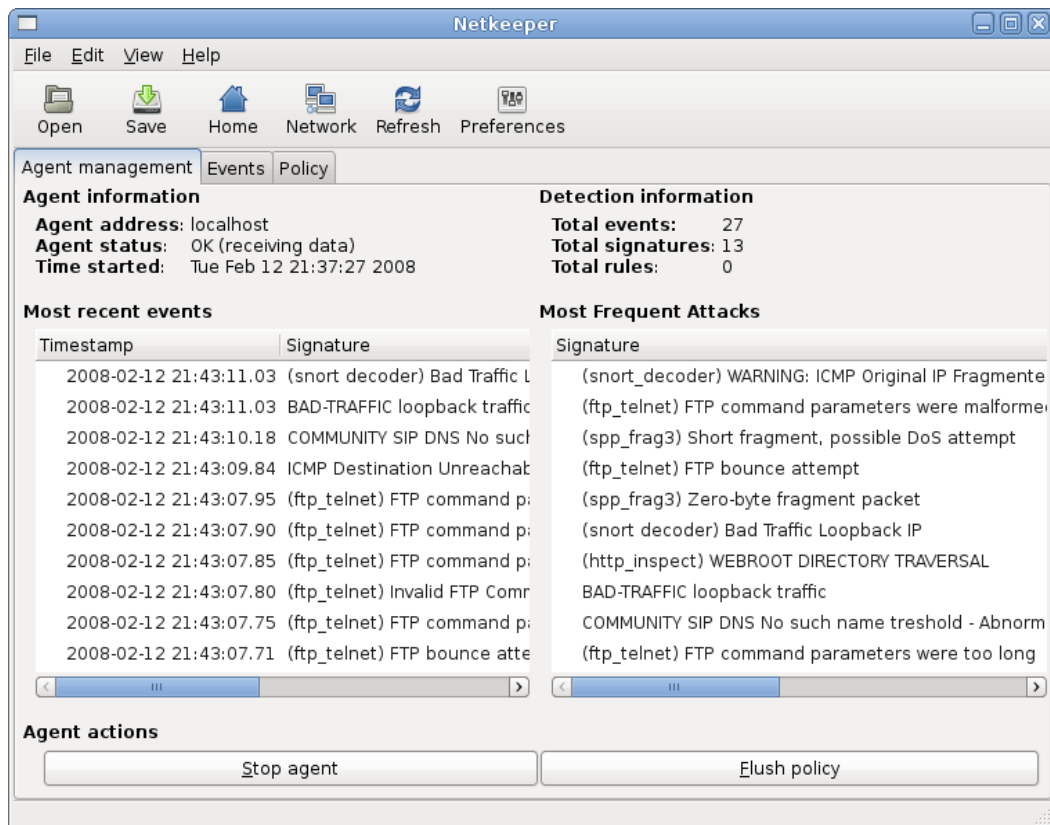 Netkeeper
File Edit View Help
Open Save Home Network Refresh Preferences
Agent management Events Policy
Agent information
Agent address: localhost
Agent status: OK (receiving data)
Time started: Tue Feb 12 21:37:27 2008
Detection information
Total events: 27
Total signatures: 13
Total rules: 0
Most recent events
Timestamp Signature
2008-02-12 21:43:11.03 (snort decoder) Bad Traffic L
2008-02-12 21:43:11.03 BAD-TRAFFIC loopback traffic
2008-02-12 21:43:10.18 COMMUNITY SIP DNS No such
2008-02-12 21:43:09.84 ICMP Destination Unreachab
2008-02-12 21:43:07.95 (ftp_telnet) FTP command pa
2008-02-12 21:43:07.90 (ftp_telnet) FTP command pa
2008-02-12 21:43:07.85 (ftp_telnet) FTP command pa
2008-02-12 21:43:07.80 (ftp_telnet) Invalid FTP Comm
2008-02-12 21:43:07.75 (ftp_telnet) FTP command pa
2008-02-12 21:43:07.71 (ftp_telnet) FTP bounce atte
Most Frequent Attacks
Signature
(snort_decoder) WARNING: ICMP Original IP Fragmente
(ftp_telnet) FTP command parameters were malformed
(spp_frag3) Short fragment, possible DoS attempt
(ftp_telnet) FTP bounce attempt
(spp_frag3) Zero-byte fragment packet
(snort decoder) Bad Traffic Loopback IP
(http_inspect) WEBROOT DIRECTORY TRAVERSAL
BAD-TRAFFIC loopback traffic
COMMUNITY SIP DNS No such name treshold - Abnorm
(ftp_telnet) FTP command parameters were too long
Agent actions
Stop agent Flush policy